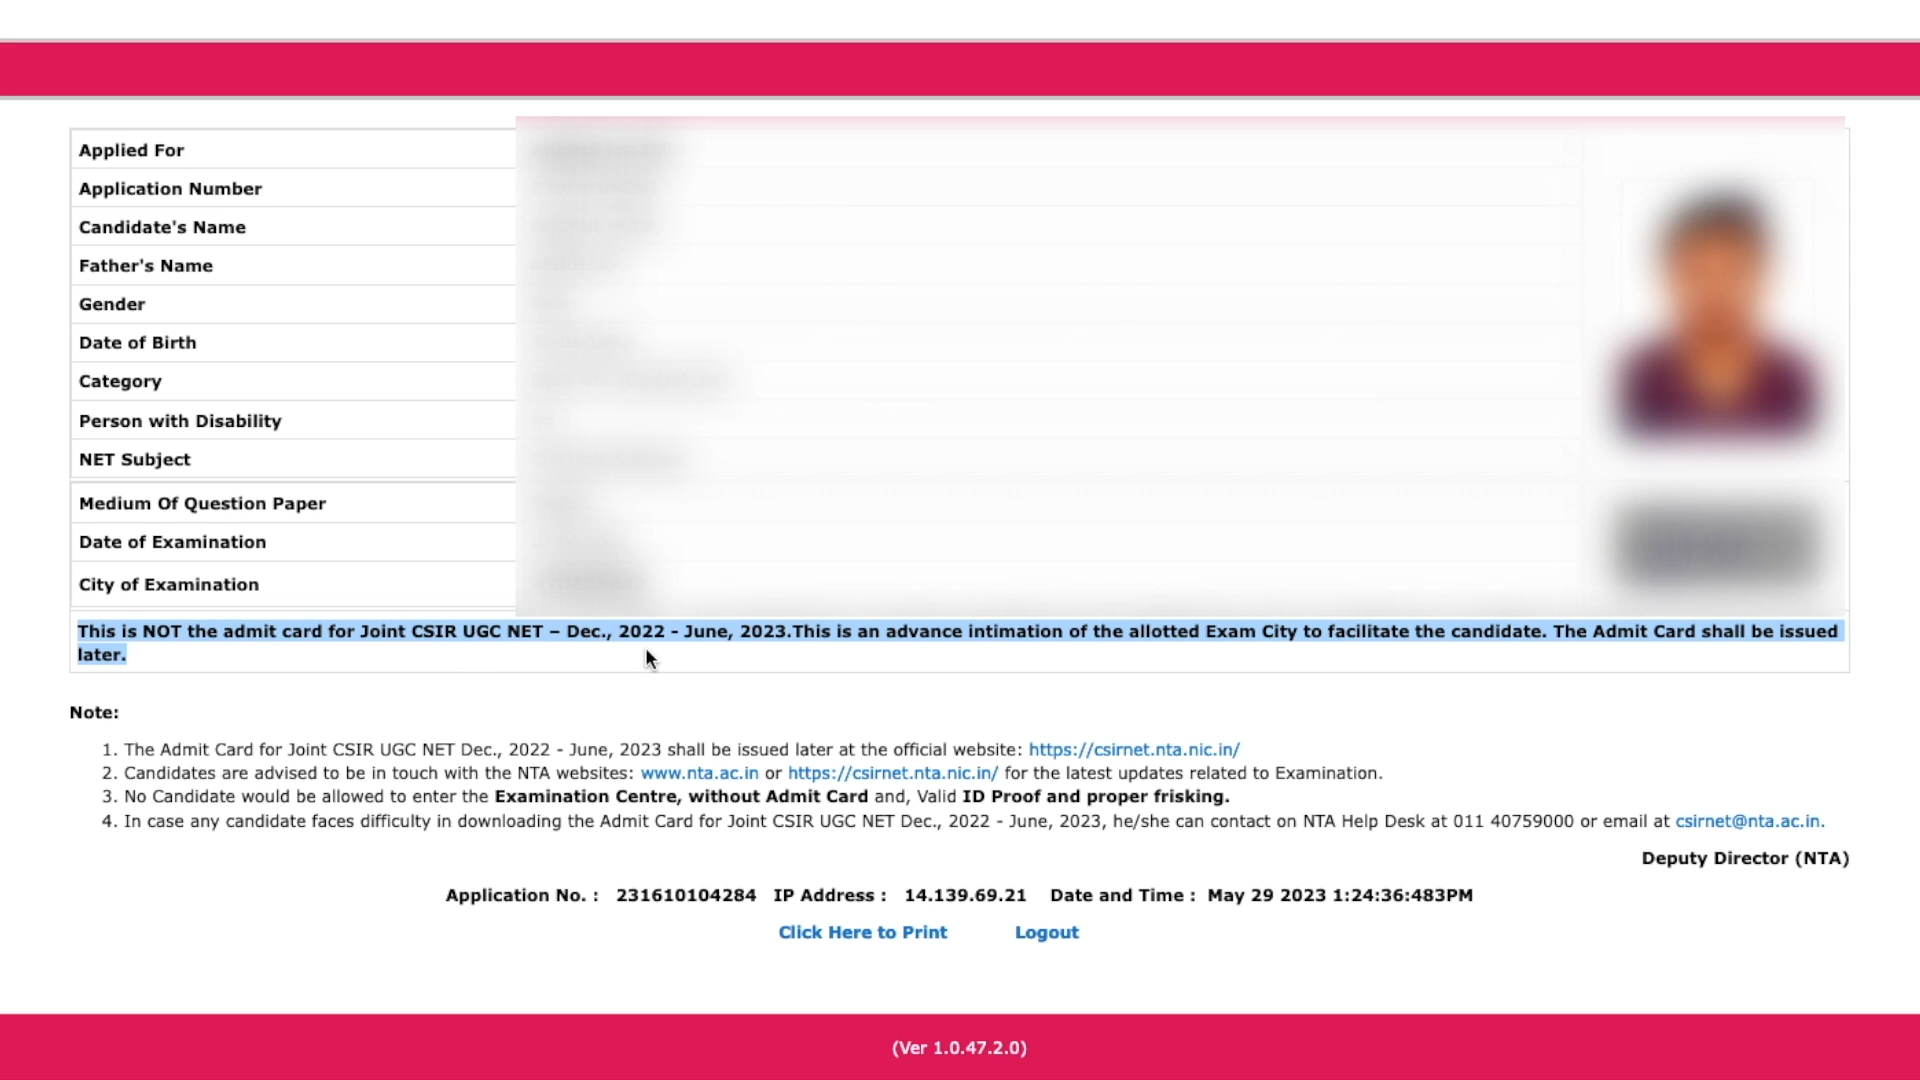 Applied For
Application Number
Candidate's Name
Father's Name
Gender
Date of Birth
Category
Person with Disability
NET Subject
Medium Of Question Paper
Date of Examination
City of Examination
This is NOT the admit card for Joint CSIR UGC NET – Dec., 2022 - June, 2023.This is an advance intimation of the allotted Exam City to facilitate the candidate. The Admit Card shall be issued
later.
Note:
1. The Admit Card for Joint CSIR UGC NET Dec., 2022 - June, 2023 shall be issued later at the official website: https://csirnet.nta.nic.in/
2. Candidates are advised to be in touch with the NTA websites: www.nta.ac.in or https://csirnet.nta.nic.in/ for the latest updates related to Examination.
3. No Candidate would be allowed to enter the Examination Centre, without Admit Card and, Valid ID Proof and proper frisking.
4. In case any candidate faces difficulty in downloading the Admit Card for Joint CSIR UGC NET Dec., 2022 - June, 2023, he/she can contact on NTA Help Desk at 011 40759000 or email at csirnet@nta.ac.in.
Deputy Director (NTA)
Application No. : 231610104284 IP Address : 14.139.69.21 Date and Time : May 29 2023 1:24:36:483PM
Click Here to Print Logout
(Ver 1.0.47.2.0)